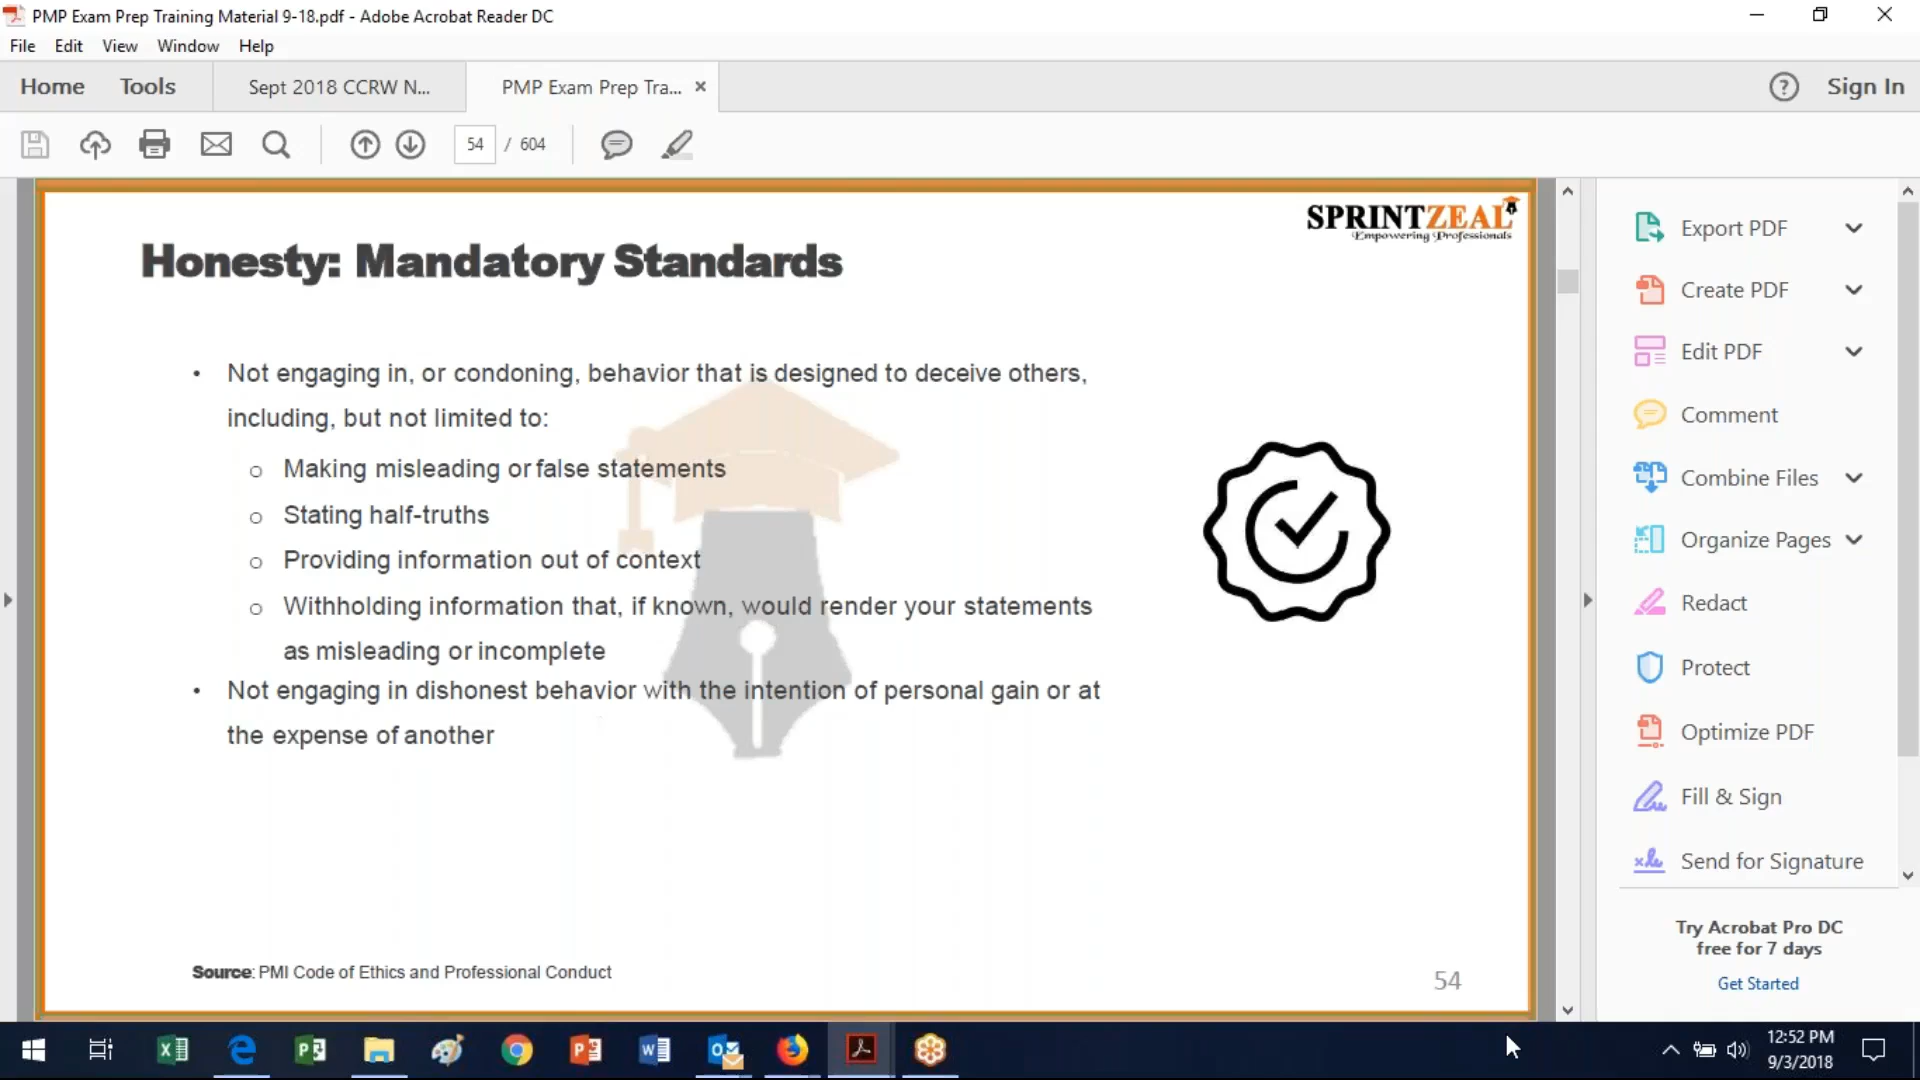 PMP Exam Prep Training Material 9-18.pdf - Adobe Acrobat Reader DC
File Edit View Window Help
Home Tools Sept 2018 CCRW N... PMP Exam Prep Tra... × ? Sign In
54 / 604
SPRINTZEAL
Empowering Professionals
Honesty: Mandatory Standards
• Not engaging in, or condoning, behavior that is designed to deceive others,
including, but not limited to:
o Making misleading or false statements
o Stating half-truths
o Providing information out of context
o Withholding information that, if known, would render your statements
as misleading or incomplete
• Not engaging in dishonest behavior with the intention of personal gain or at
the expense of another
Source: PMI Code of Ethics and Professional Conduct
54
Export PDF
Create PDF
Edit PDF
Comment
Combine Files
Organize Pages
Redact
Protect
Optimize PDF
Fill & Sign
Send for Signature
Try Acrobat Pro DC
free for 7 days
Get Started
12:52 PM
9/3/2018